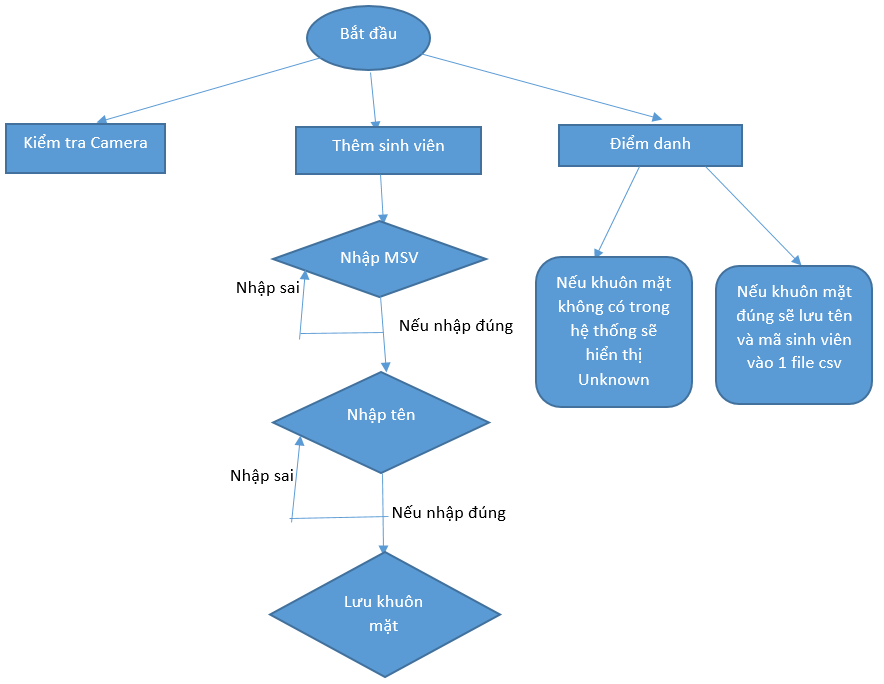 Bắt đầu
Kiểm tra Camera
Thêm sinh viên
Điểm danh
Nhập MSV
Nhập sai
Nếu nhập đúng
Nhập tên
Nhập sai
Nếu nhập đúng
Lưu khuôn
mặt
Nếu khuôn mặt
không có trong
hệ thống sẽ
hiển thị
Unknown
Nếu khuôn mặt
đúng sẽ lưu tên
và mã sinh viên
vào 1 file csv